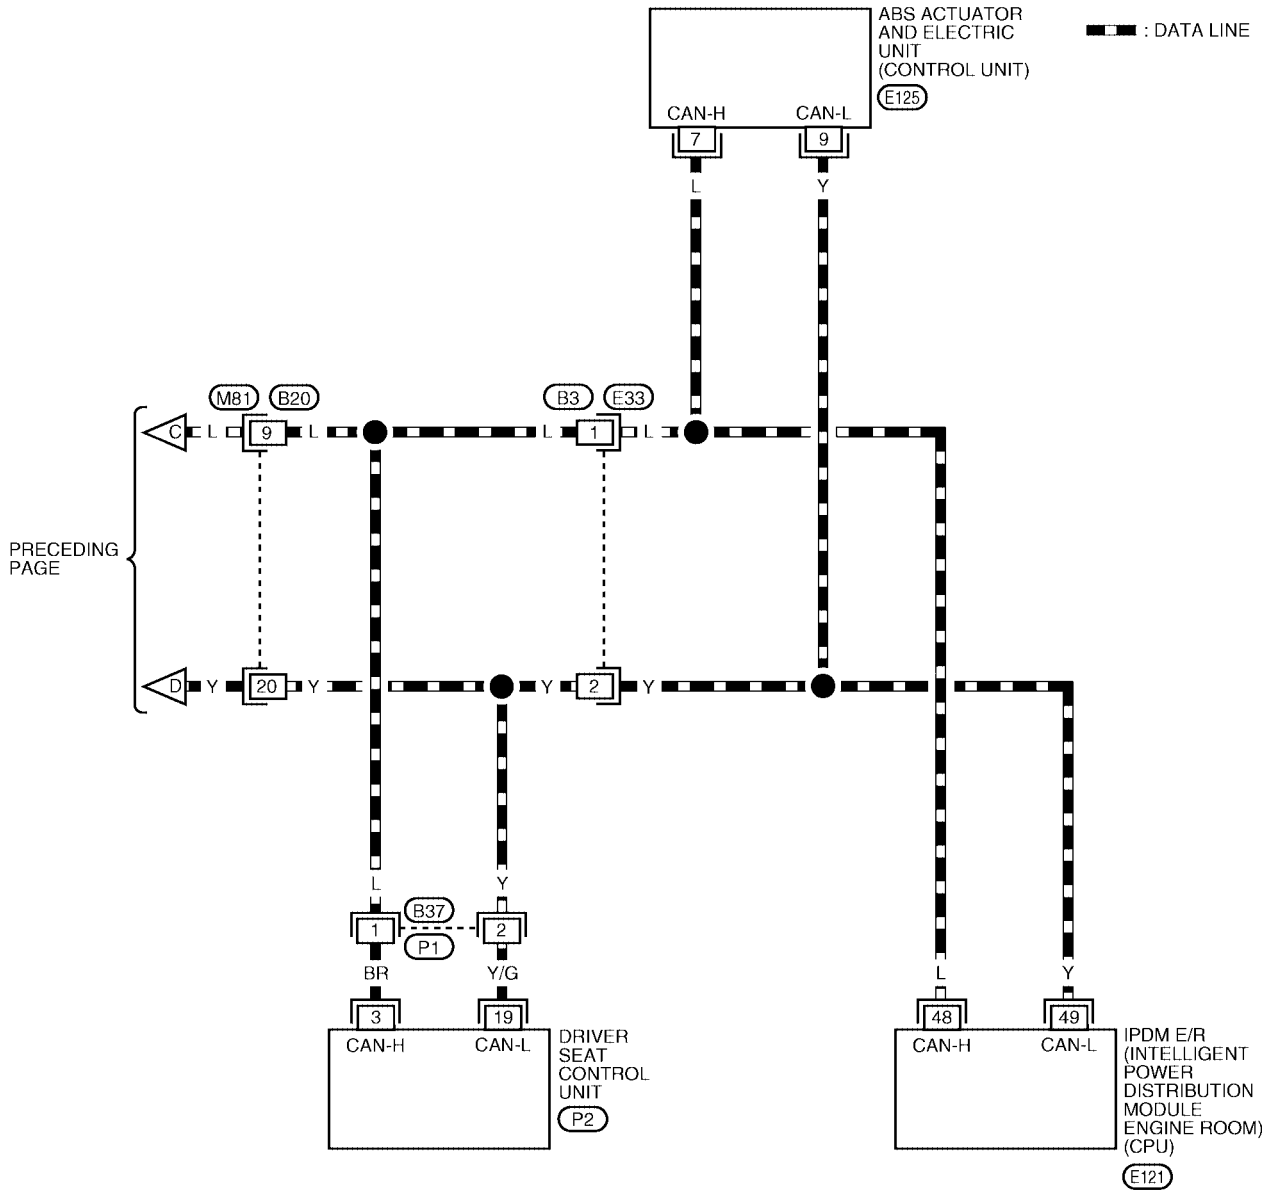 ABS ACTUATOR
AND ELECTRIC
UNIT
(CONTROL UNIT)
E125
: DATA LINE
CAN-H
CAN-L
7
9
L
Y
M81
B20
B3
E33
C
L
9
L
L
1
L
PRECEDING
PAGE
D
Y
20
Y
Y
2
Y
L
Y
B37
1
2
P1
BR
Y/G
L
Y
3
19
48
49
CAN-H
CAN-L
DRIVER
SEAT
CONTROL
UNIT
P2
CAN-H
CAN-L
IPDM E/R
(INTELLIGENT
POWER
DISTRIBUTION
MODULE
ENGINE ROOM)
(CPU)
E121